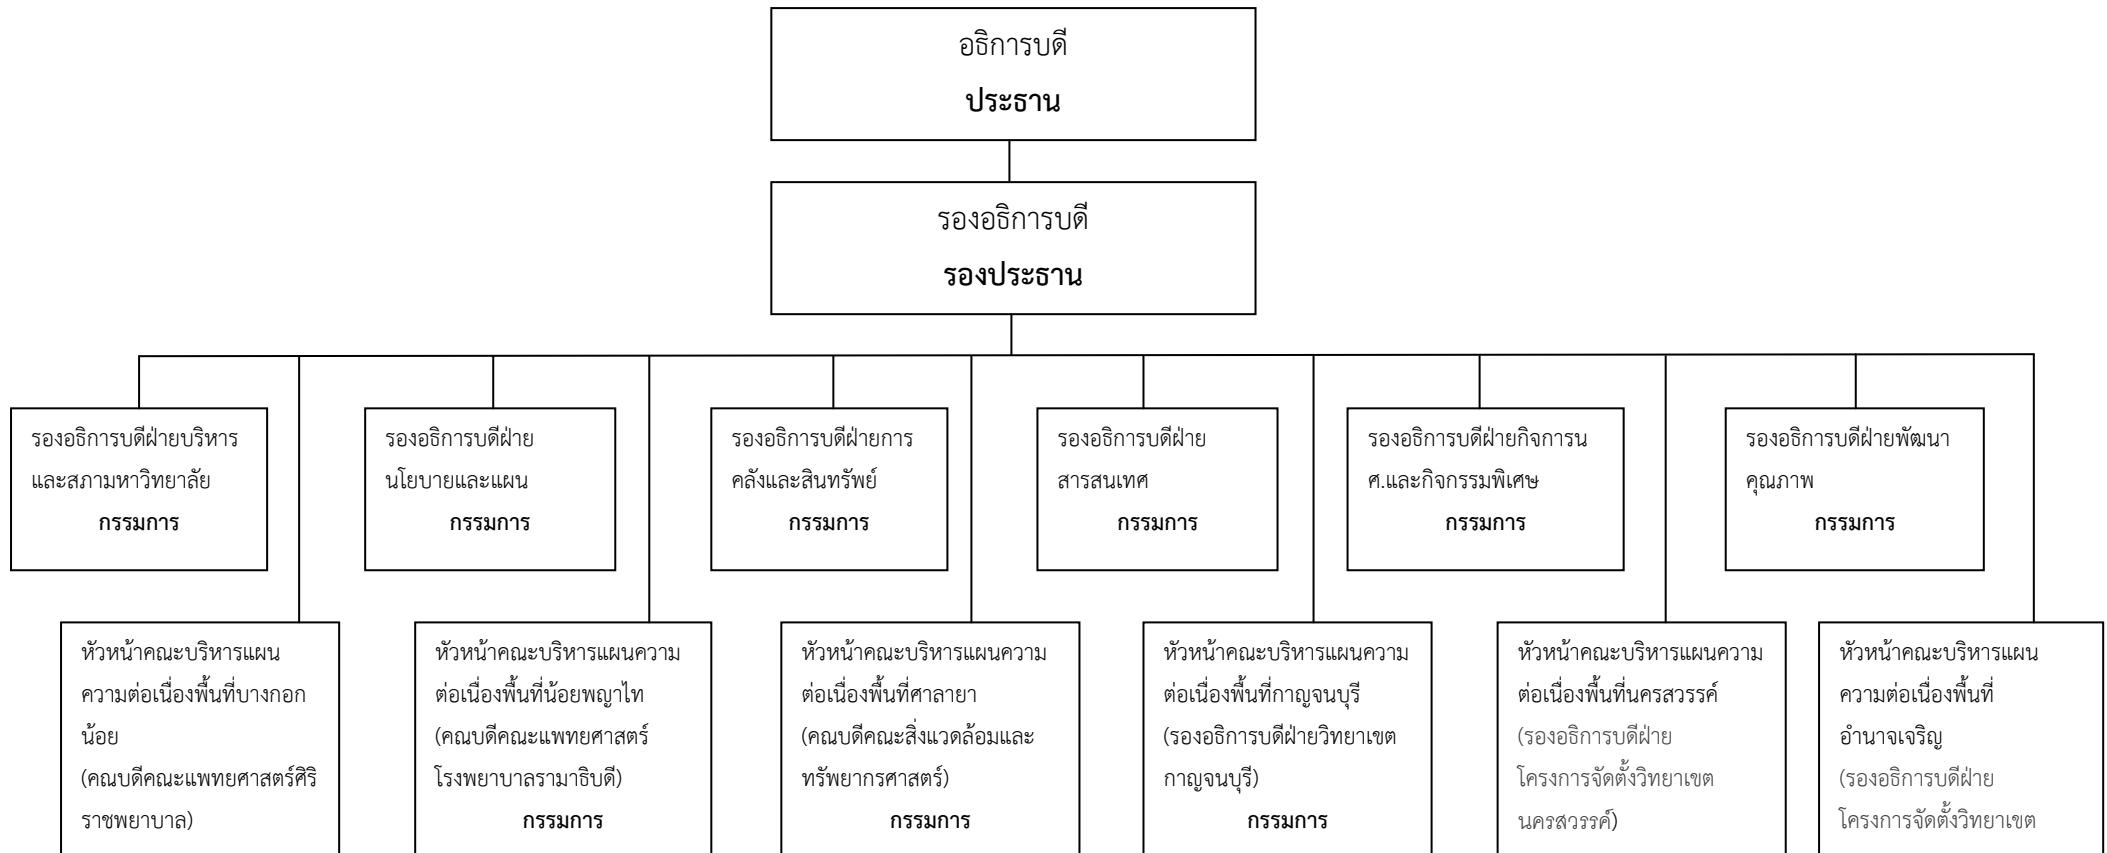 อธิการบดี
ประธาน
รองอธิการบดี
รองประธาน
รองอธิการบดีฝ่ายบริหาร
และสภามหาวิทยาลัย
กรรมการ
รองอธิการบดีฝ่าย
นโยบายและแผน
กรรมการ
รองอธิการบดีฝ่ายการ
คลังและสินทรัพย์
กรรมการ
รองอธิการบดีฝ่าย
สารสนเทศ
กรรมการ
รองอธิการบดีฝ่ายกิจการน
ศ.และกิจกรรมพิเศษ
กรรมการ
รองอธิการบดีฝ่ายพัฒนา
คุณภาพ
กรรมการ
หัวหน้าคณะบริหารแผน
ความต่อเนื่องพื้นที่บางกอก
น้อย
(คณบดีคณะแพทยศาสตร์ศิริ
ราชพยาบาล)
หัวหน้าคณะบริหารแผนความ
ต่อเนื่องพื้นที่น้อยพญาไท
(คณบดีคณะแพทยศาสตร์
โรงพยาบาลรามาธิบดี)
กรรมการ
หัวหน้าคณะบริหารแผนความ
ต่อเนื่องพื้นที่ศาลายา
(คณบดีคณะสิ่งแวดล้อมและ
ทรัพยากรศาสตร์)
กรรมการ
หัวหน้าคณะบริหารแผนความ
ต่อเนื่องพื้นที่กาญจนบุรี
(รองอธิการบดีฝ่ายวิทยาเขต
กาญจนบุรี)
กรรมการ
หัวหน้าคณะบริหารแผนความ
ต่อเนื่องพื้นที่นครสวรรค์
(รองอธิการบดีฝ่าย
โครงการจัดตั้งวิทยาเขต
นครสวรรค์)
หัวหน้าคณะบริหารแผน
ความต่อเนื่องพื้นที่
อำนาจเจริญ
(รองอธิการบดีฝ่าย
โครงการจัดตั้งวิทยาเขต